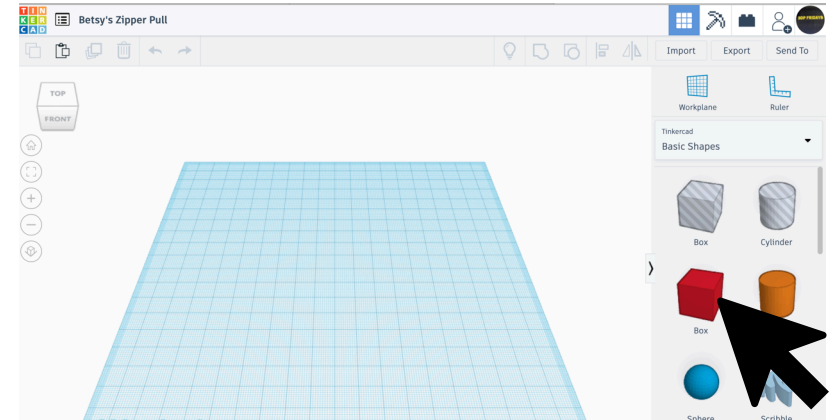 TIN
KER
CAD
Betsy's Zipper Pull
Import
Export
Send To
TOP
FRONT
Workplane
Ruler
Tinkercad
Basic Shapes
Box
Cylinder
Box
Sphere
Scribble